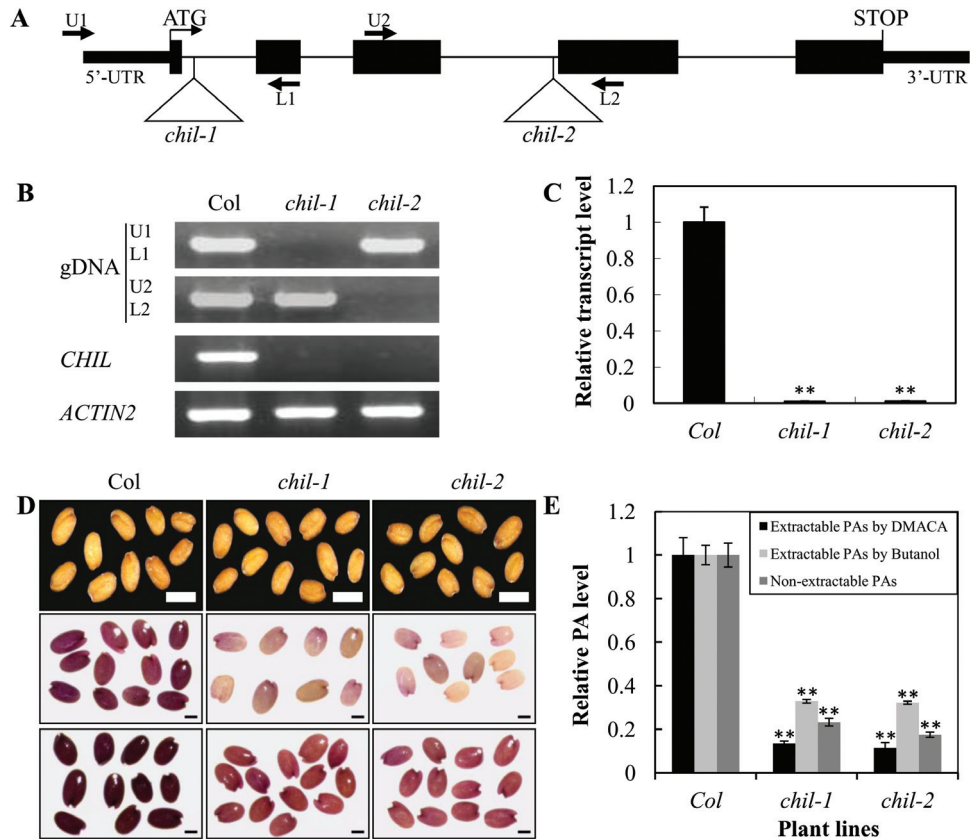 A
U1
ATG
U2
STOP
5'-UTR
L1
L2
3'-UTR
chil-1
chil-2
B
Col
chil-1
chil-2
gDNA
U1
L1
U2
L2
CHIL
ACTIN2
C
Relative transcript level
1.2
1
0.8
0.6
0.4
0.2
0
**
**
Col
chil-1
chil-2
D
Col
chil-1
chil-2
E
Relative PA level
1.2
1
0.8
0.6
0.4
0.2
0
Extractable PAs by DMACA
Extractable PAs by Butanol
Non-extractable PAs
**
**
**
**
**
**
Col
chil-1
chil-2
Plant lines